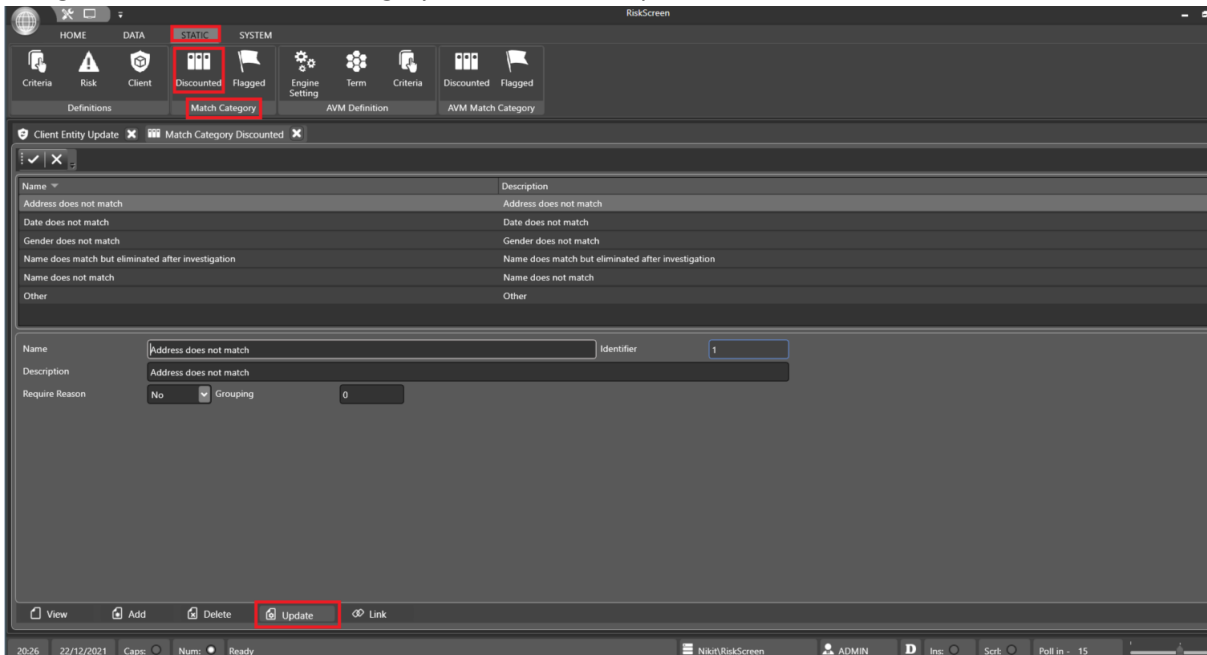 RiskScreen
HOME DATA STATIC SYSTEM
Criteria Risk Client Discounted Flagged Engine Setting Term Criteria Discounted Flagged
Definitions Match Category AVM Definition AVM Match Category
Client Entity Update Match Category Discounted
Name Description
Address does not match Address does not match
Date does not match Date does not match
Gender does not match Gender does not match
Name does match but eliminated after investigation Name does match but eliminated after investigation
Name does not match Name does not match
Other Other
Name Address does not match Identifier 1
Description Address does not match
Require Reason No Grouping 0
View Add Delete Update Link
20:26 22/12/2021 Caps: Num: Ready Nikit\RiskScreen ADMIN D Ins: Scrl: Poll in - 15